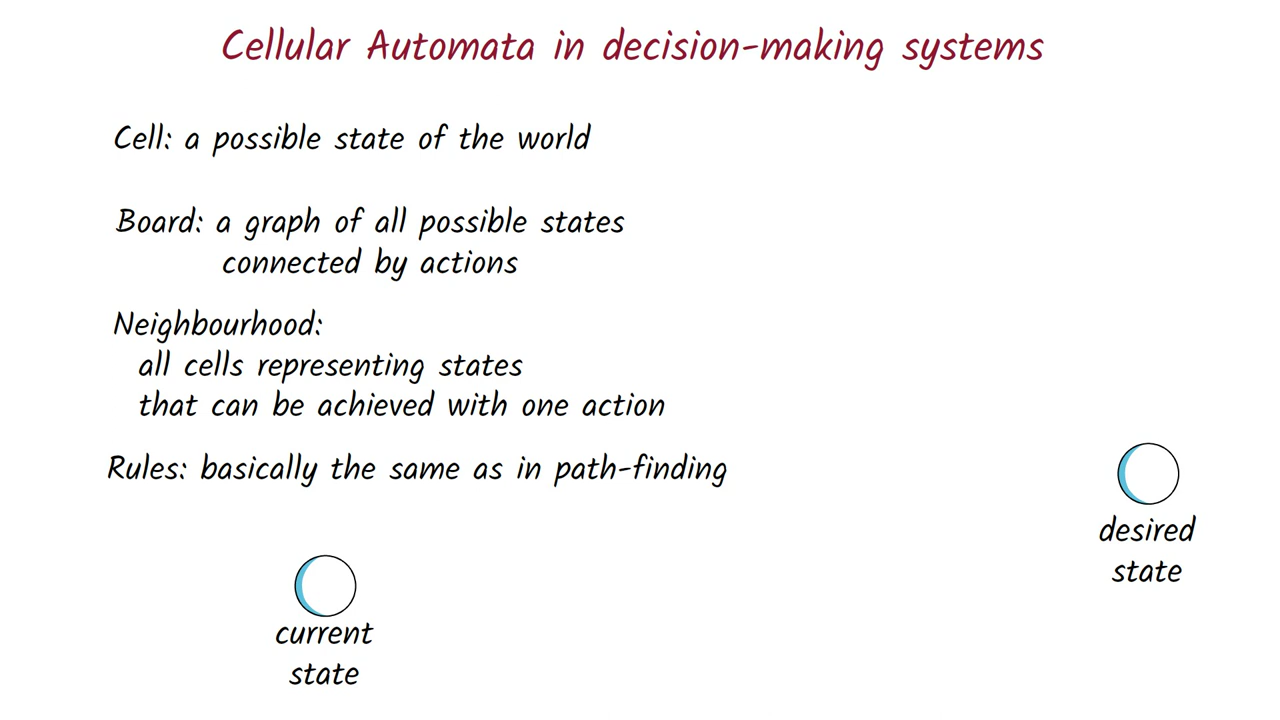 Cellular Automata in decision-making systems
Cell: a possible state of the world
Board: a graph of all possible states
connected by actions
Neighbourhood:
all cells representing states
that can be achieved with one action
Rules: basically the same as in path-finding
desired
state
current
state